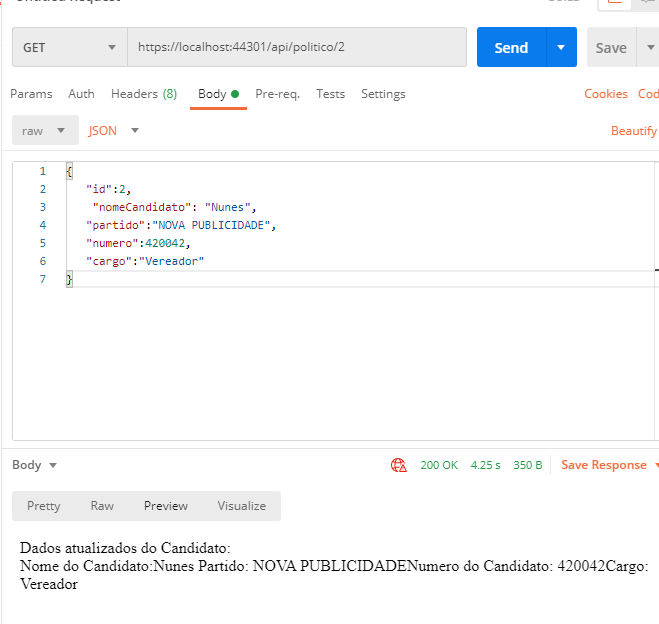 GET https://localhost:44301/api/politico/2 Send Save
Params Auth Headers (8) Body Pre-req. Tests Settings Cookies Cod
raw JSON Beautify
1 {
2 "id":2,
3 "nomeCandidato": "Nunes",
4 "partido":"NOVA PUBLICIDADE",
5 "numero":420042,
6 "cargo":"Vereador"
7 }
Body 200 OK 4.25 s 350 B Save Response
Pretty Raw Preview Visualize
Dados atualizados do Candidato:
Nome do Candidato:Nunes Partido: NOVA PUBLICIDADENumero do Candidato: 420042Cargo:
Vereador